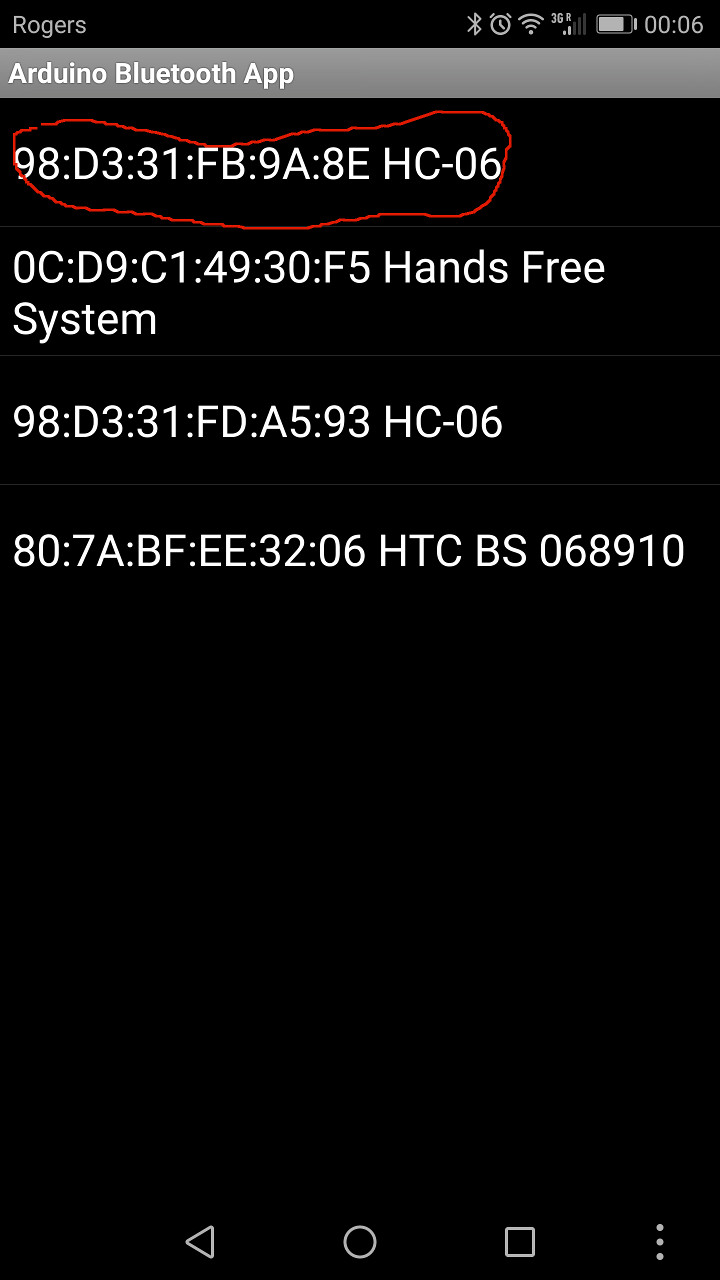 Rogers 3G R 00:06
Arduino Bluetooth App
98:D3:31:FB:9A:8E HC-06
0C:D9:C1:49:30:F5 Hands Free
System
98:D3:31:FD:A5:93 HC-06
80:7A:BF:EE:32:06 HTC BS 068910